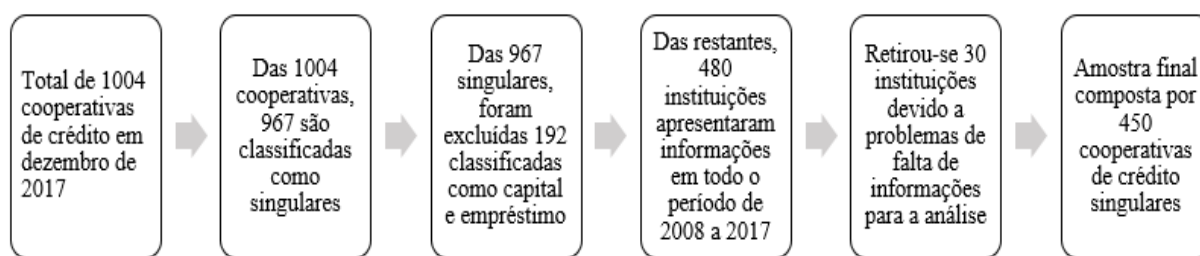 Total de 1004
cooperativas
de crédito em
dezembro de
2017
Das 1004
cooperativas,
967 são
classificadas
como
singulares
Das 967
singulares,
foram
excluídas 192
classificadas
como capital
e empréstimo
Das restantes,
480
instituições
apresentaram
informações
em todo o
período de
2008 a 2017
Retirou-se 30
instituições
devido a
problemas de
falta de
informações
para a análise
Amostra final
composta por
450
cooperativas
de crédito
singulares